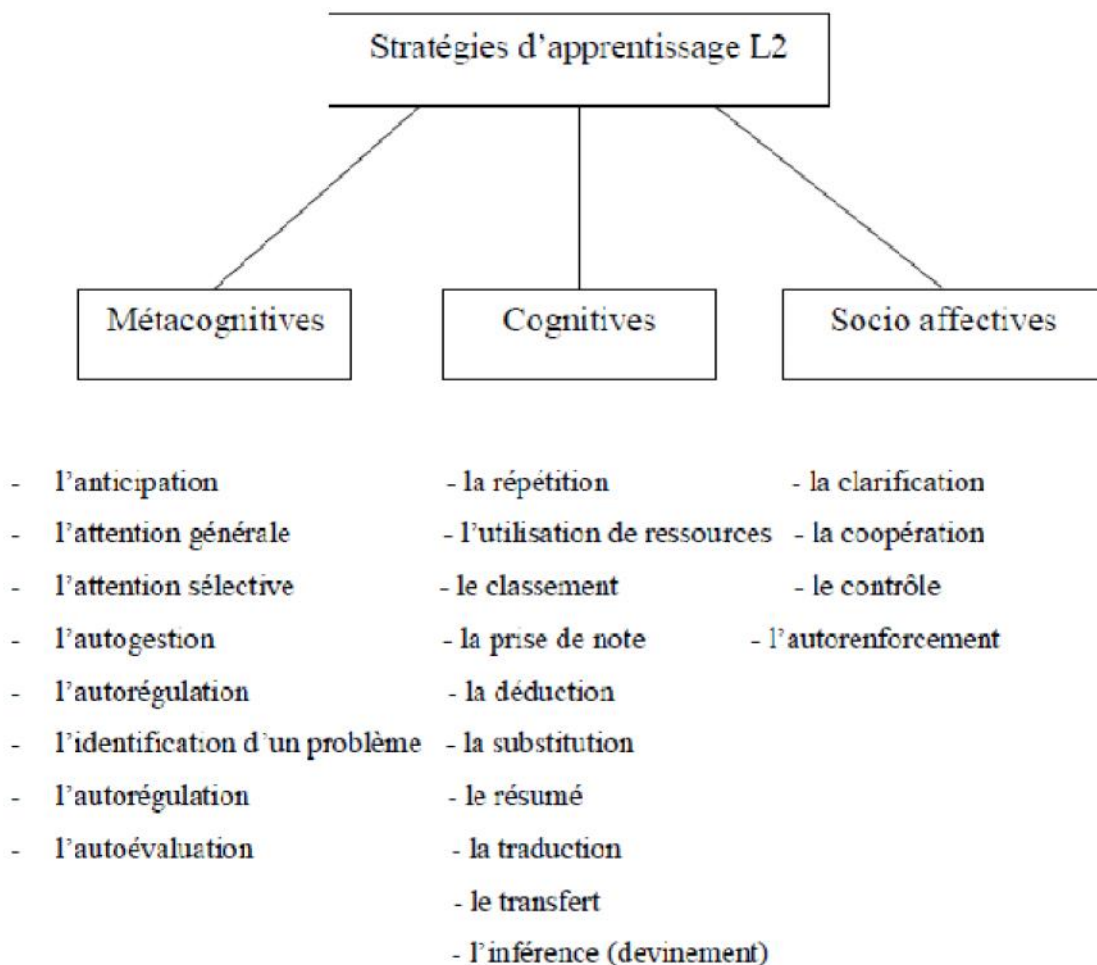 Stratégies d'apprentissage L2
Métacognitives
Cognitives
Socio affectives
- l'anticipation
- l'attention générale
- l'attention sélective
- l'autogestion
- l'autorégulation
- l'identification d'un problème
- l'autorégulation
- l'autoévaluation
- la répétition
- l'utilisation de ressources
- le classement
- la prise de note
- la déduction
- la substitution
- le résumé
- la traduction
- le transfert
- l'inférence (devinement)
- la clarification
- la coopération
- le contrôle
- l'autorenforcement